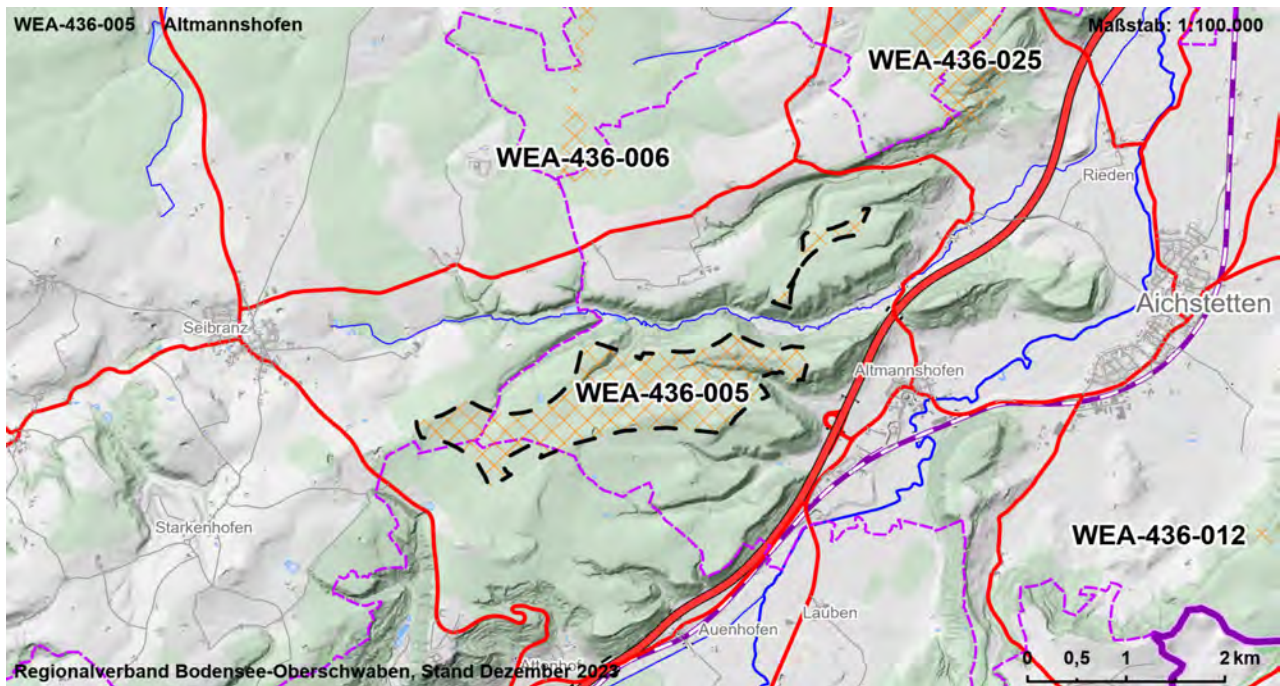 WEA-436-005 Altmannshofen
Maßstab: 1:100.000
WEA-436-025
WEA-436-006
Rieden
Aichstetten
Seibranz
Altmannshofen
WEA-436-005
Starkenhofen
WEA-436-012
Lauben
Auenhofen
Altenhof
0 0,5 1 2 km
Regionalverband Bodensee-Oberschwaben, Stand Dezember 2023